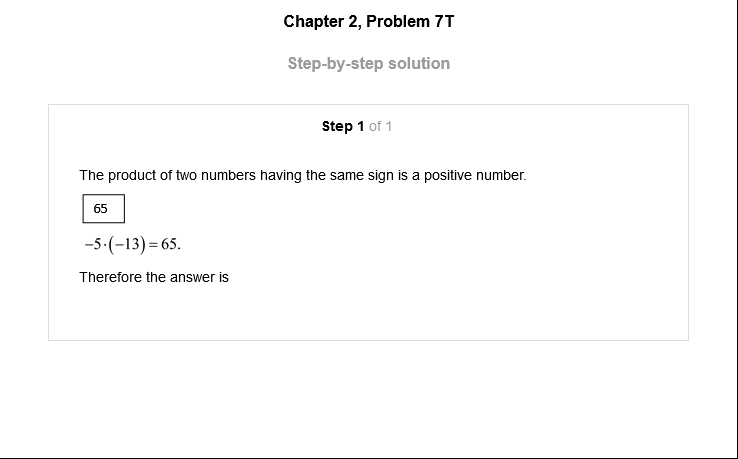 Chapter 2, Problem 7T
Step-by-step solution
Step 1 of 1
The product of two numbers having the same sign is a positive number.
65
−5·(−13)=65.
Therefore the answer is